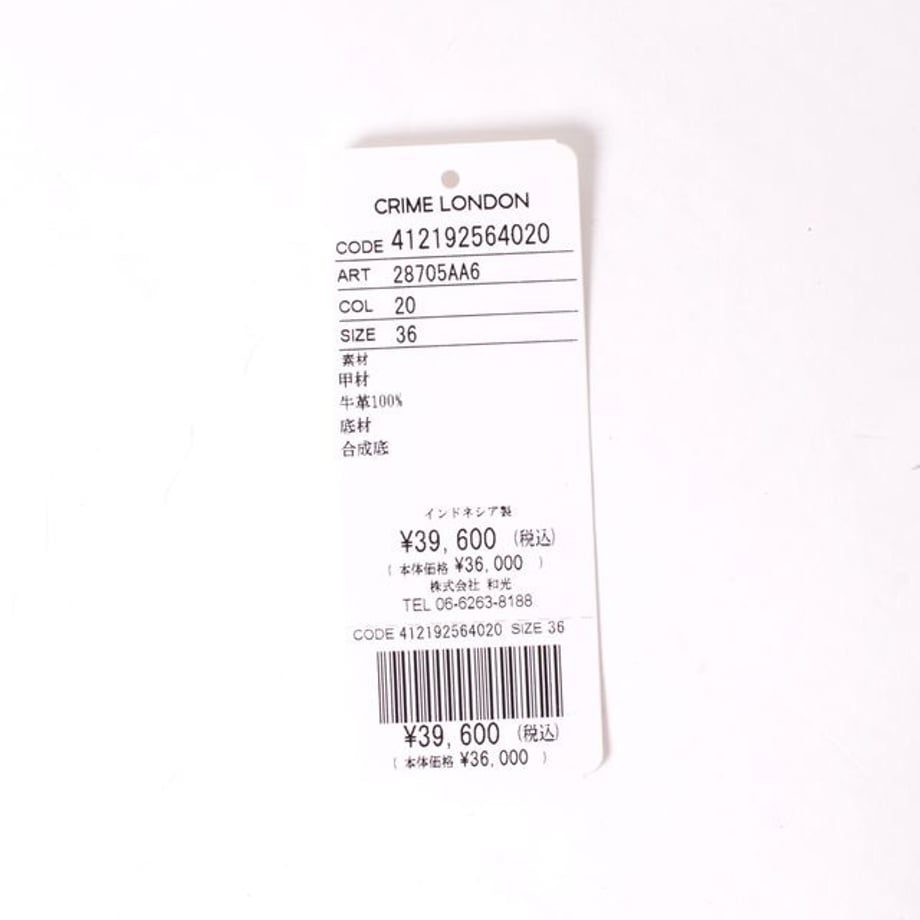 CRIME LONDON
CODE 412192564020
ART 28705AA6
COL 20
SIZE 36
素材
甲材
牛革100%
底材
合成底
インドネシア製
¥39,600 (税込)
( 本体価格 ¥36,000 )
株式会社 和光
TEL 06-6263-8188
CODE 412192564020 SIZE 36
¥39,600 (税込)
( 本体価格 ¥36,000 )